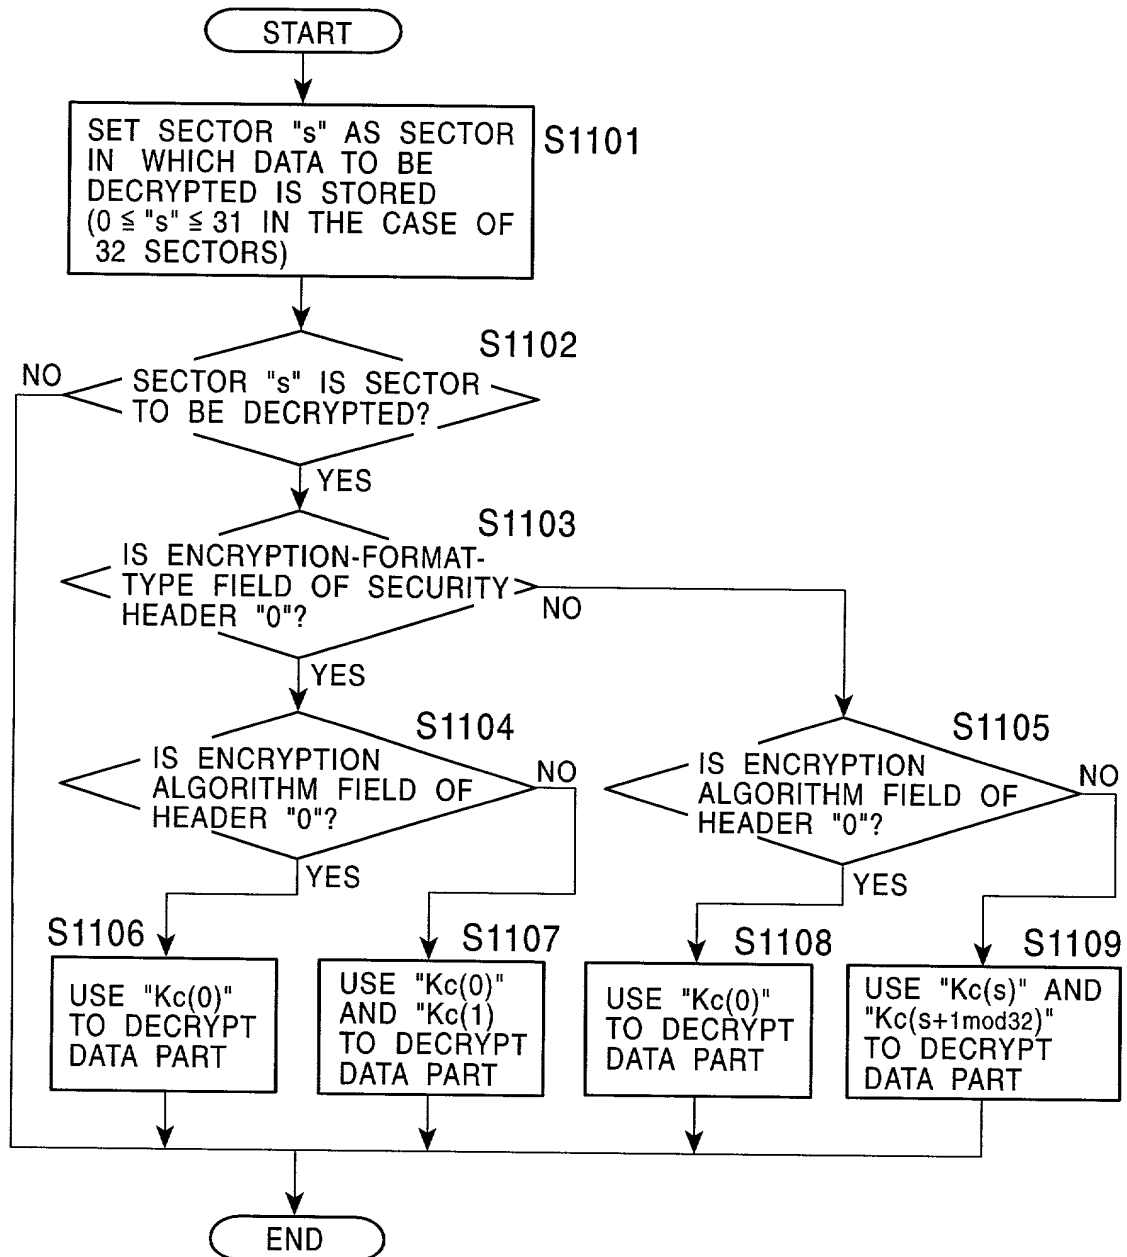 START
SET SECTOR "s" AS SECTOR
IN WHICH DATA TO BE
DECRYPTED IS STORED
(0 ≦ "s" ≦ 31 IN THE CASE OF
32 SECTORS)
S1101
S1102
NO
SECTOR "s" IS SECTOR
TO BE DECRYPTED?
YES
S1103
IS ENCRYPTION-FORMAT-
TYPE FIELD OF SECURITY
HEADER "0"?
NO
YES
S1104
IS ENCRYPTION
ALGORITHM FIELD OF
HEADER "0"?
NO
YES
S1105
IS ENCRYPTION
ALGORITHM FIELD OF
HEADER "0"?
NO
YES
S1106
USE "Kc(0)"
TO DECRYPT
DATA PART
S1107
USE "Kc(0)"
AND "Kc(1)
TO DECRYPT
DATA PART
S1108
USE "Kc(0)"
TO DECRYPT
DATA PART
S1109
USE "Kc(s)" AND
"Kc(s+1mod32)"
TO DECRYPT
DATA PART
END